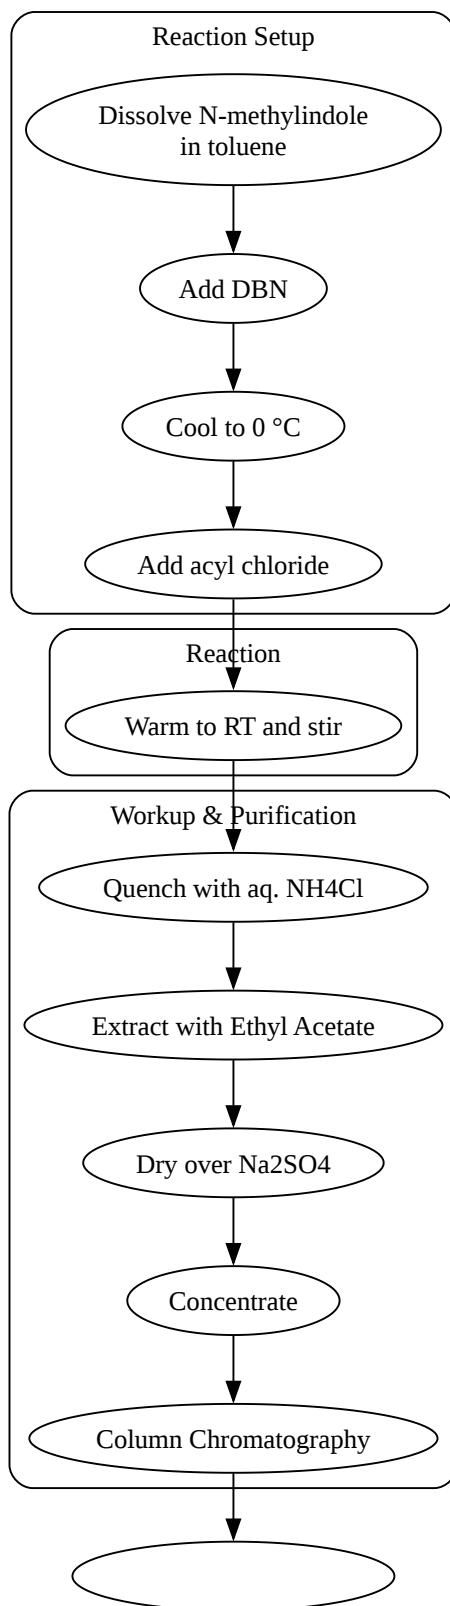 Reaction Setup
Dissolve N-methylindole
in toluene
Add DBN
Cool to 0 °C
Add acyl chloride
Reaction
Warm to RT and stir
Workup & Purification
Quench with aq. NH4Cl
Extract with Ethyl Acetate
Dry over Na2SO4
Concentrate
Column Chromatography